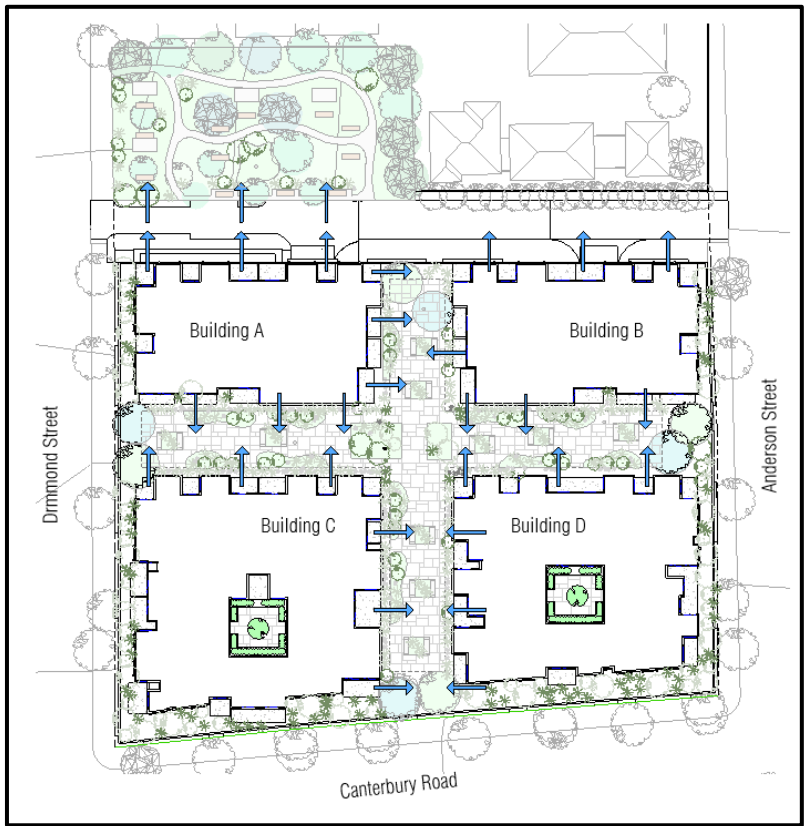 Building A
Building B
Drmmond Street
Anderson Street
Building C
Building D
Canterbury Road